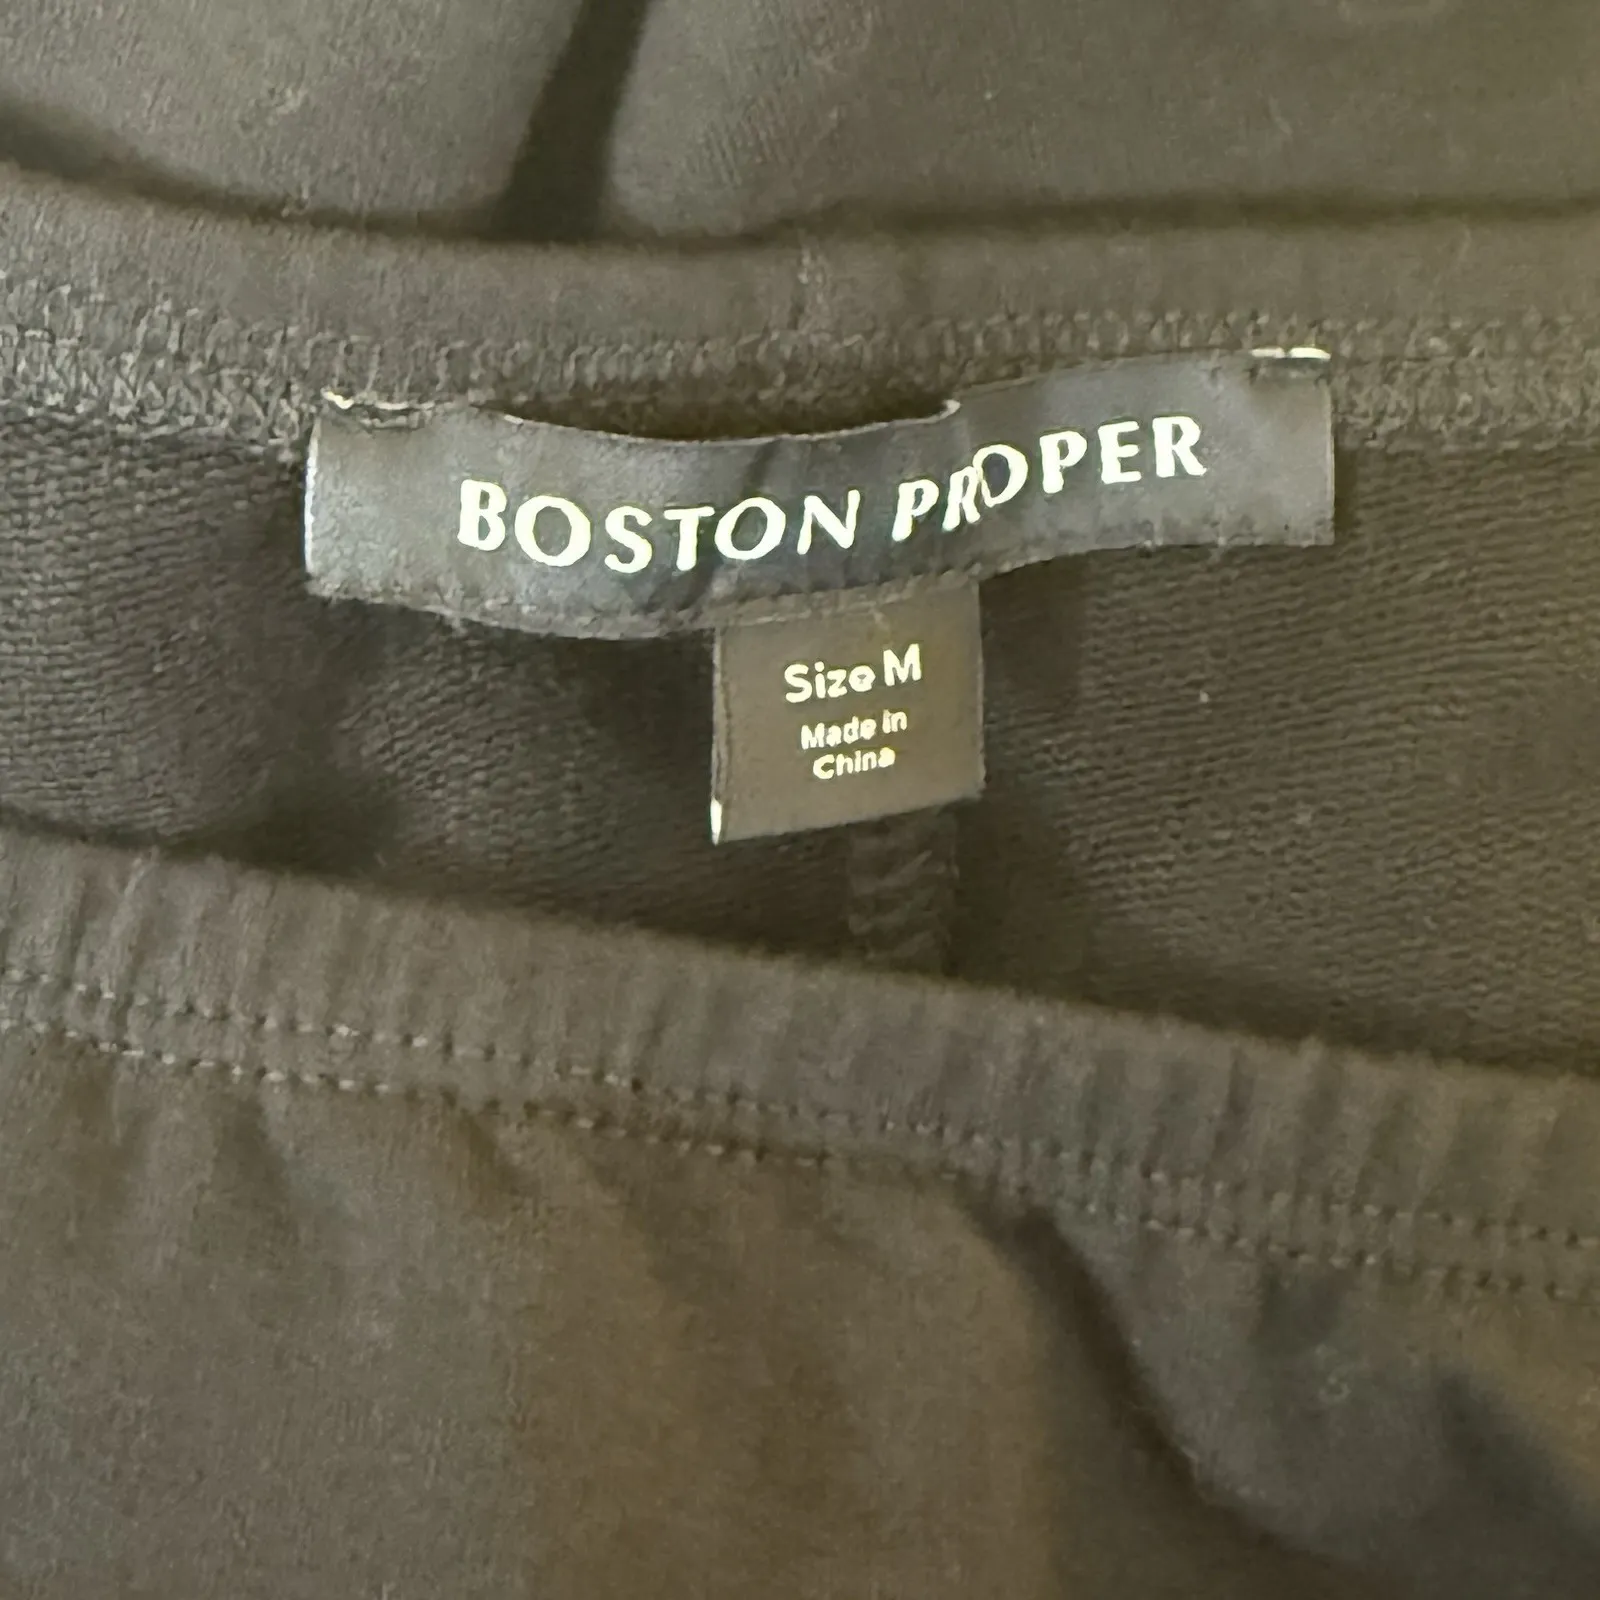 BOSTON PROPER
Size M
Made in
China